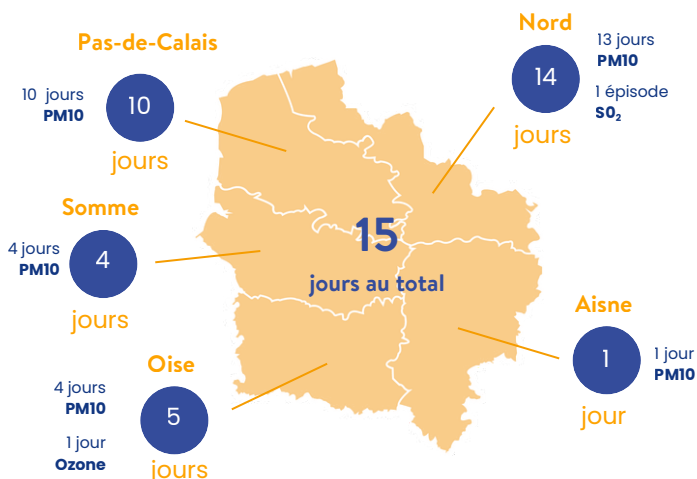 Pas-de-Calais
10 jours
PM10
10
jours
Nord
14
jours
13 jours
PM10
1 épisode
S0₂
Somme
4 jours
PM10
4
jours
15
jours au total
Aisne
1
jour
1 jour
PM10
Oise
4 jours
PM10
1 jour
Ozone
5
jours